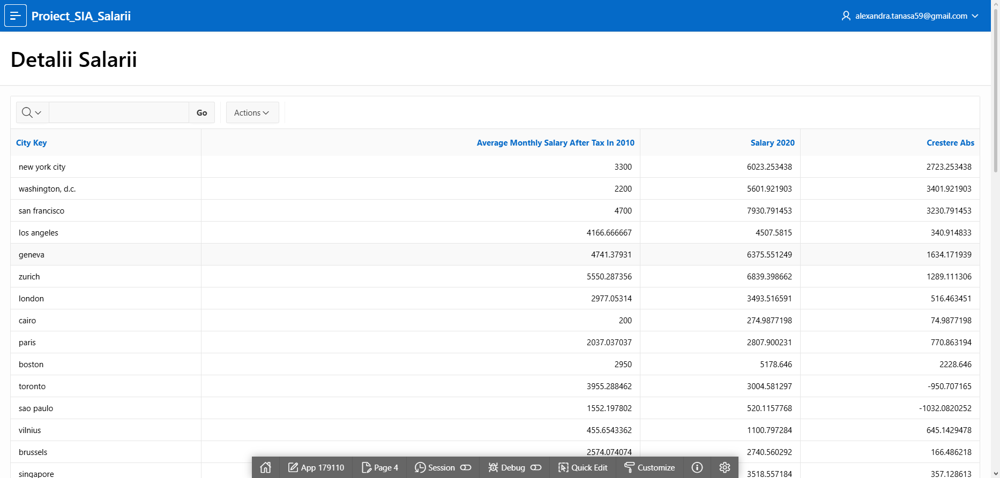 Proiect_SIA_Salarii alexandra.tanasa59@gmail.com
Detalii Salarii
Go Actions
City Key Average Monthly Salary After Tax In 2010 Salary 2020 Crestere Abs
new york city 3300 6023.253438 2723.253438
washington, d.c. 2200 5601.921903 3401.921903
san francisco 4700 7930.791453 3230.791453
los angeles 4166.666667 4507.5815 340.914833
geneva 4741.37931 6375.551249 1634.171939
zurich 5550.287356 6839.398662 1289.111306
london 2977.05314 3493.516591 516.463451
cairo 200 274.9877198 74.9877198
paris 2037.037037 2807.900231 770.863194
boston 2950 5178.646 2228.646
toronto 3955.288462 3004.581297 -950.707165
sao paulo 1552.197802 520.1157768 -1032.0820252
vilnius 455.6543362 1100.797284 645.1429478
brussels 2574.074074 2740.560292 166.486218
singapore 3518.557184 357.128613
App 179110 Page 4 Session Debug Quick Edit Customize